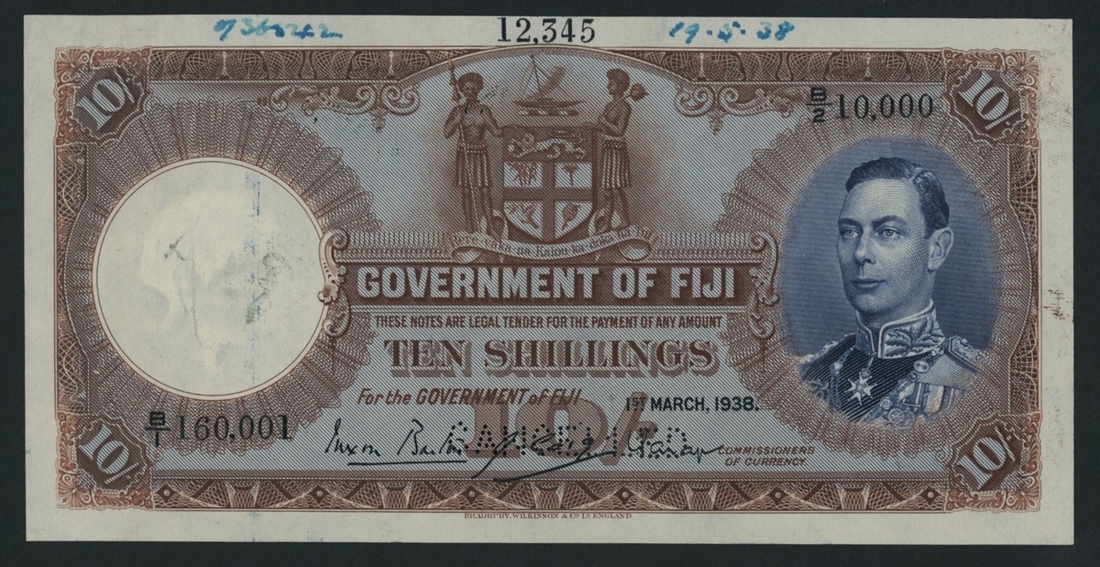 12,345
19.5.38
10/ 10/
B/2 10,000
GOVERNMENT OF FIJI
THESE NOTES ARE LEGAL TENDER FOR THE PAYMENT OF ANY AMOUNT
TEN SHILLINGS
For the GOVERNMENT of FIJI 1ST MARCH, 1938.
B/1 160,001
10/
CANCELLED
COMMISSIONERS
OF CURRENCY
10/ 10/
BRADBURY, WILKINSON & Co Ld ENGLAND